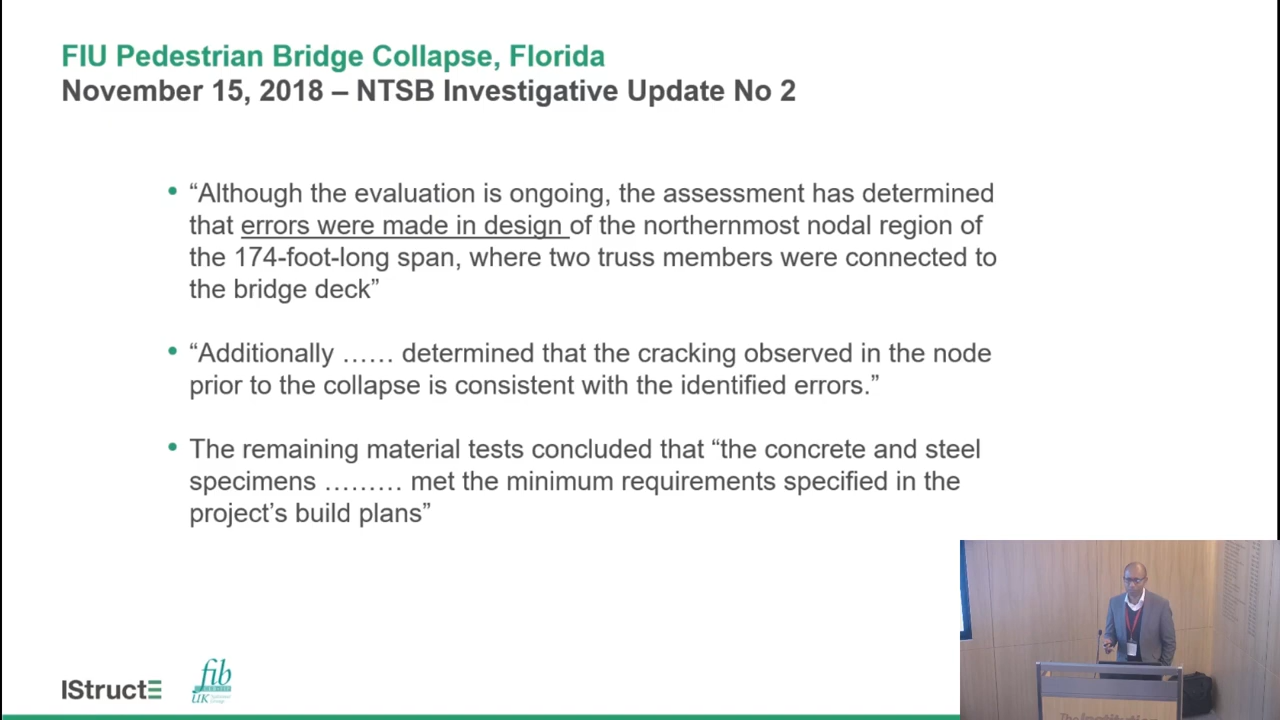 FIU Pedestrian Bridge Collapse, Florida
November 15, 2018 – NTSB Investigative Update No 2
• “Although the evaluation is ongoing, the assessment has determined
that errors were made in design of the northernmost nodal region of
the 174-foot-long span, where two truss members were connected to
the bridge deck”
• “Additionally …… determined that the cracking observed in the node
prior to the collapse is consistent with the identified errors.”
• The remaining material tests concluded that “the concrete and steel
specimens ……… met the minimum requirements specified in the
project’s build plans”
IStructE
fib
UK
The Institution